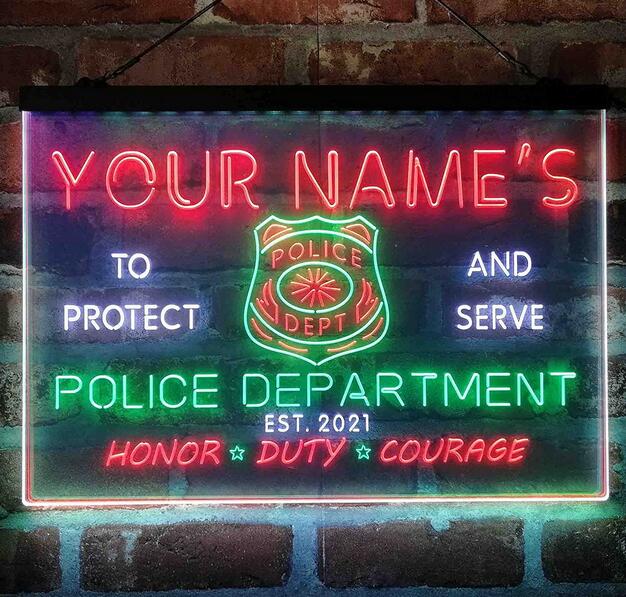 YOUR NAME'S
POLICE
DEPT
TO
PROTECT
AND
SERVE
POLICE DEPARTMENT
EST. 2021
HONOR ☆ DUTY ☆ COURAGE